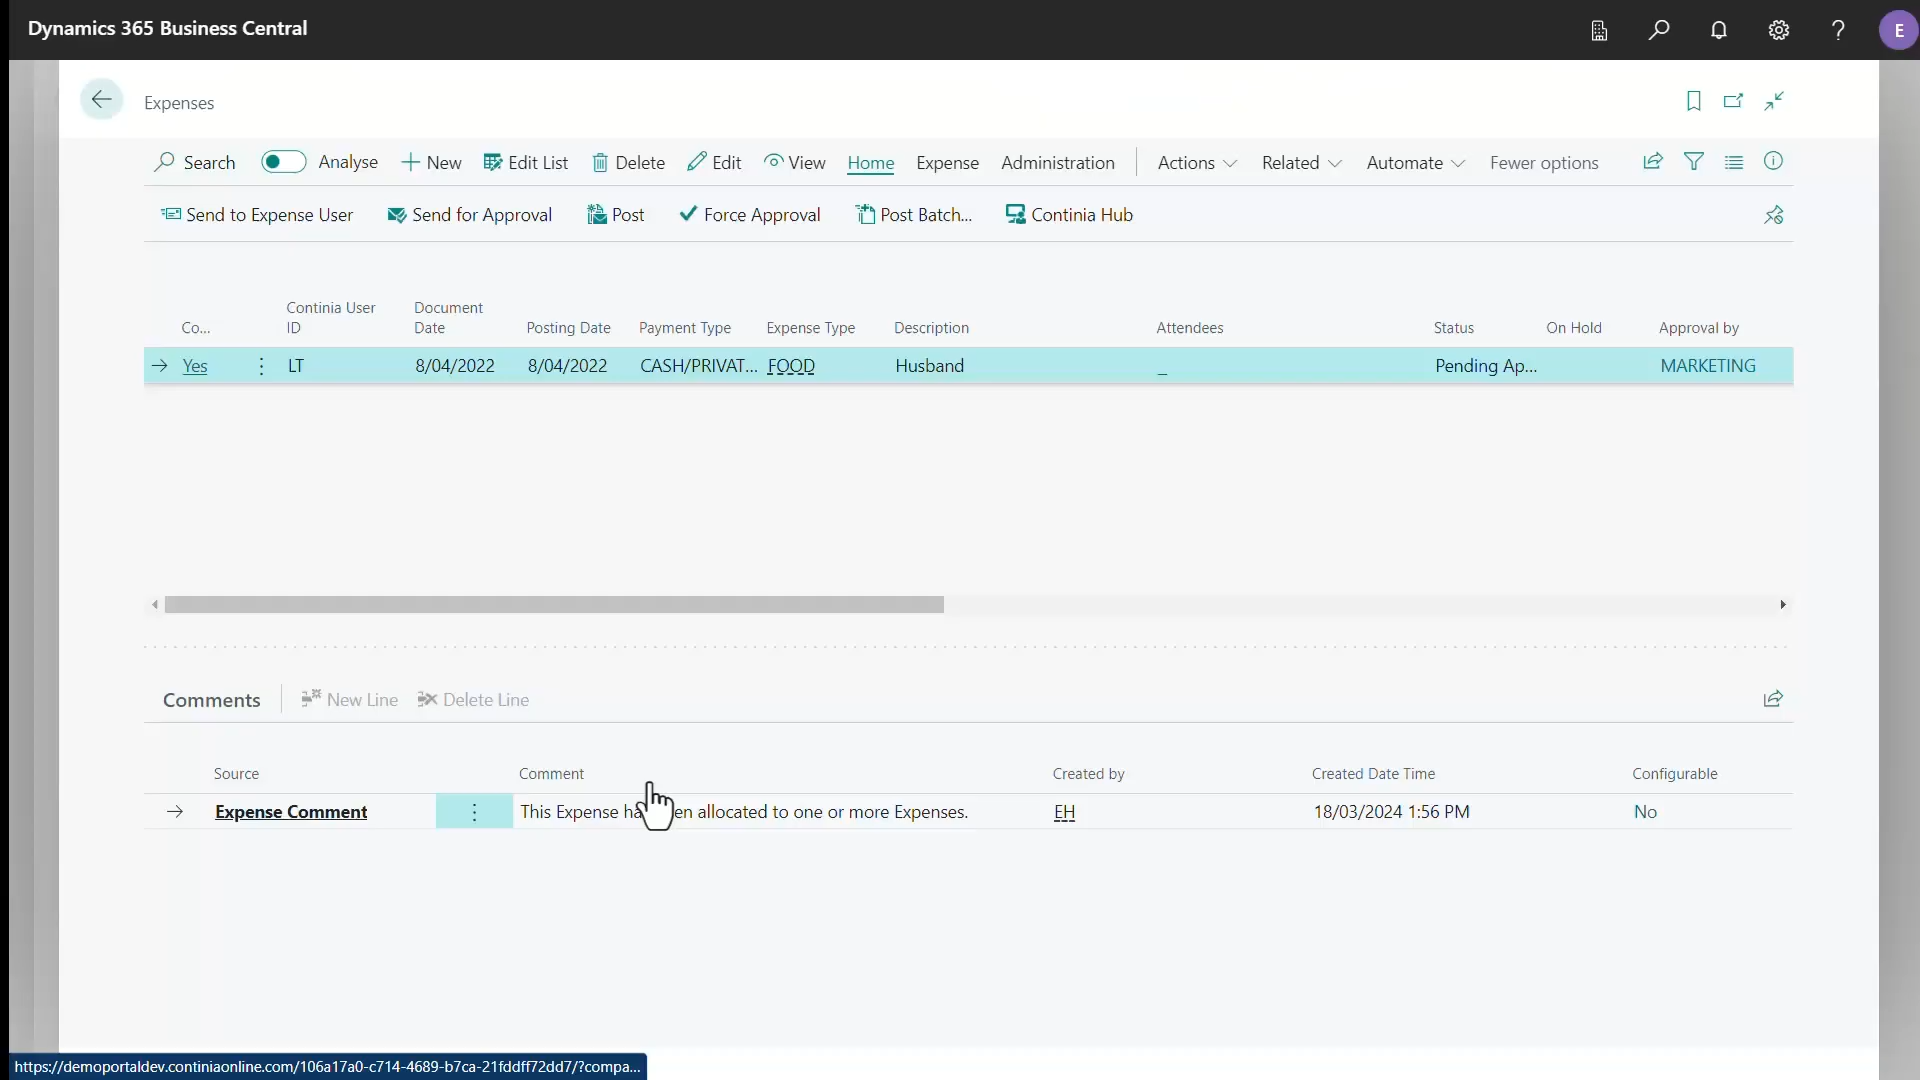 Dynamics 365 Business Central
E
Expenses
Search Analyse New Edit List Delete Edit View Home Expense Administration Actions Related Automate Fewer options
Send to Expense User Send for Approval Post Force Approval Post Batch... Continia Hub
Co... Continia User ID Document Date Posting Date Payment Type Expense Type Description Attendees Status On Hold Approval by
Yes LT 8/04/2022 8/04/2022 CASH/PRIVAT... FOOD Husband _ Pending Ap... MARKETING
Comments New Line Delete Line
Source Comment Created by Created Date Time Configurable
Expense Comment This Expense ha en allocated to one or more Expenses. EH 18/03/2024 1:56 PM No
https://demoportaldev.continiaonline.com/106a17a0-c714-4689-b7ca-21fddff72dd7/?compa...